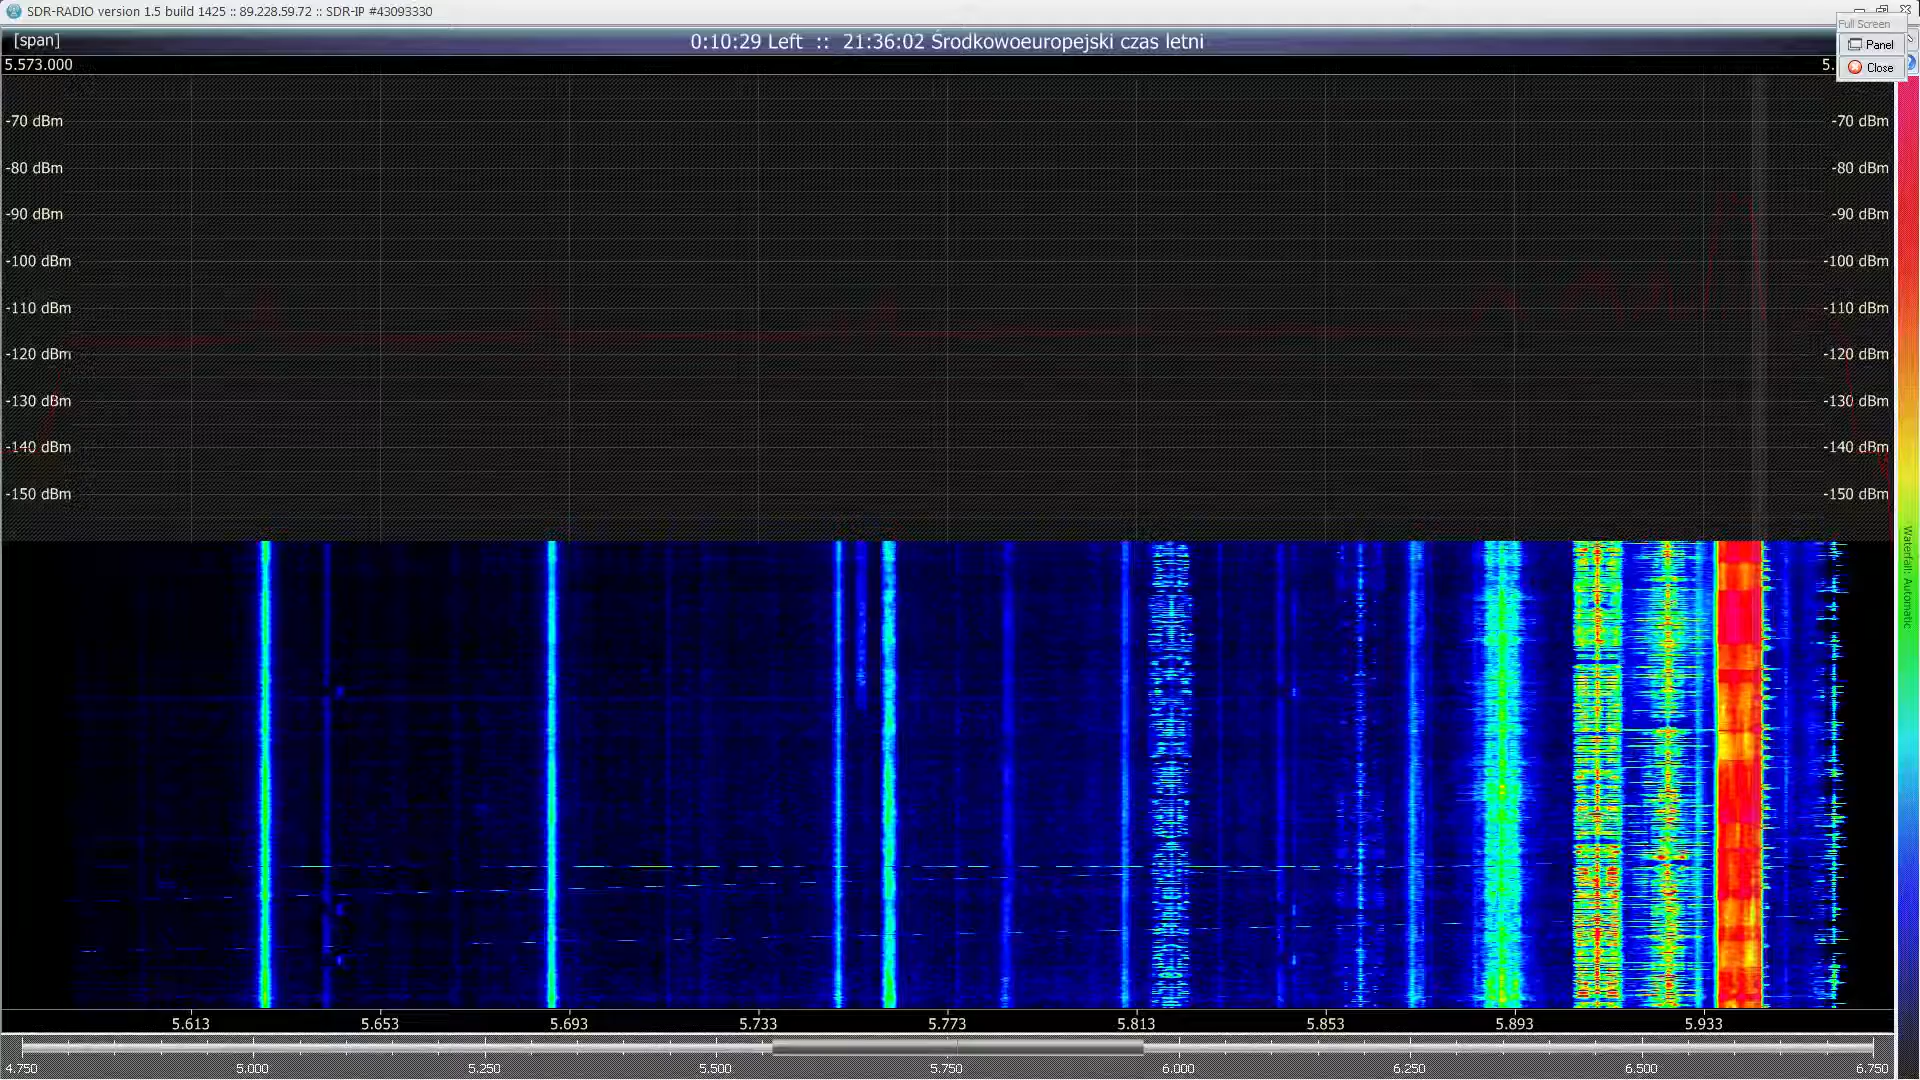 SDR-RADIO version 1.5 build 1425 :: 89.228.59.72 :: SDR-IP #43093330
Full Screen
[span]
0:10:29 Left :: 21:36:02 Środkowoeuropejski czas letni
Panel
5.573.000
5.
Close
-70 dBm
-70 dBm
-80 dBm
-80 dBm
-90 dBm
-90 dBm
-100 dBm
-100 dBm
-110 dBm
-110 dBm
-120 dBm
-120 dBm
-130 dBm
-130 dBm
-140 dBm
-140 dBm
-150 dBm
-150 dBm
Waterfall: Automatic
5.613 5.653 5.693 5.733 5.773 5.813 5.853 5.893 5.933
4.750 5.000 5.250 5.500 5.750 6.000 6.250 6.500 6.750